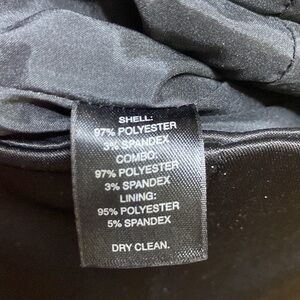 SHELL:
97% POLYESTER
3% SPANDEX
COMBO:
97% POLYESTER
3% SPANDEX
LINING:
95% POLYESTER
5% SPANDEX
DRY CLEAN.